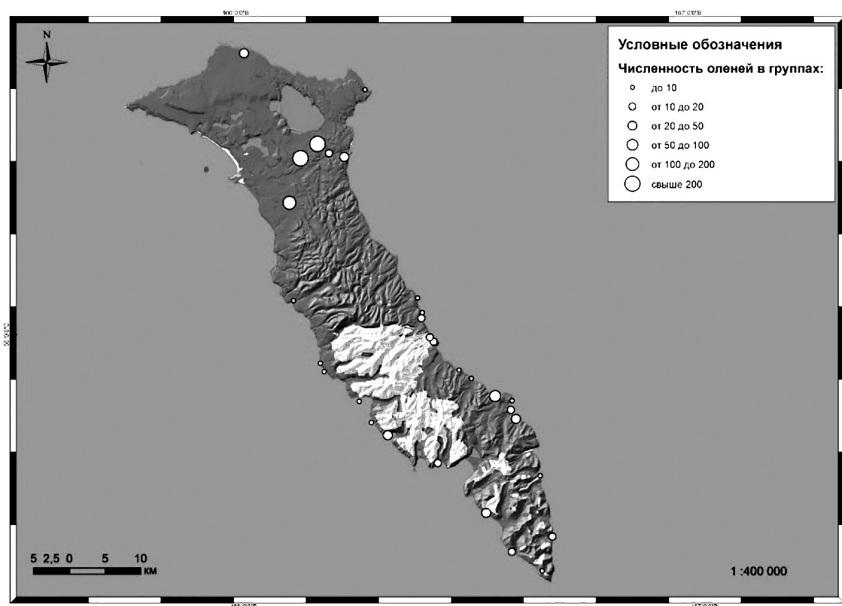 N
Условные обозначения
Численность оленей в группах:
до 10
от 10 до 20
от 20 до 50
от 50 до 100
от 100 до 200
свыше 200
5 2,5 0 5 10
КМ
1:400 000